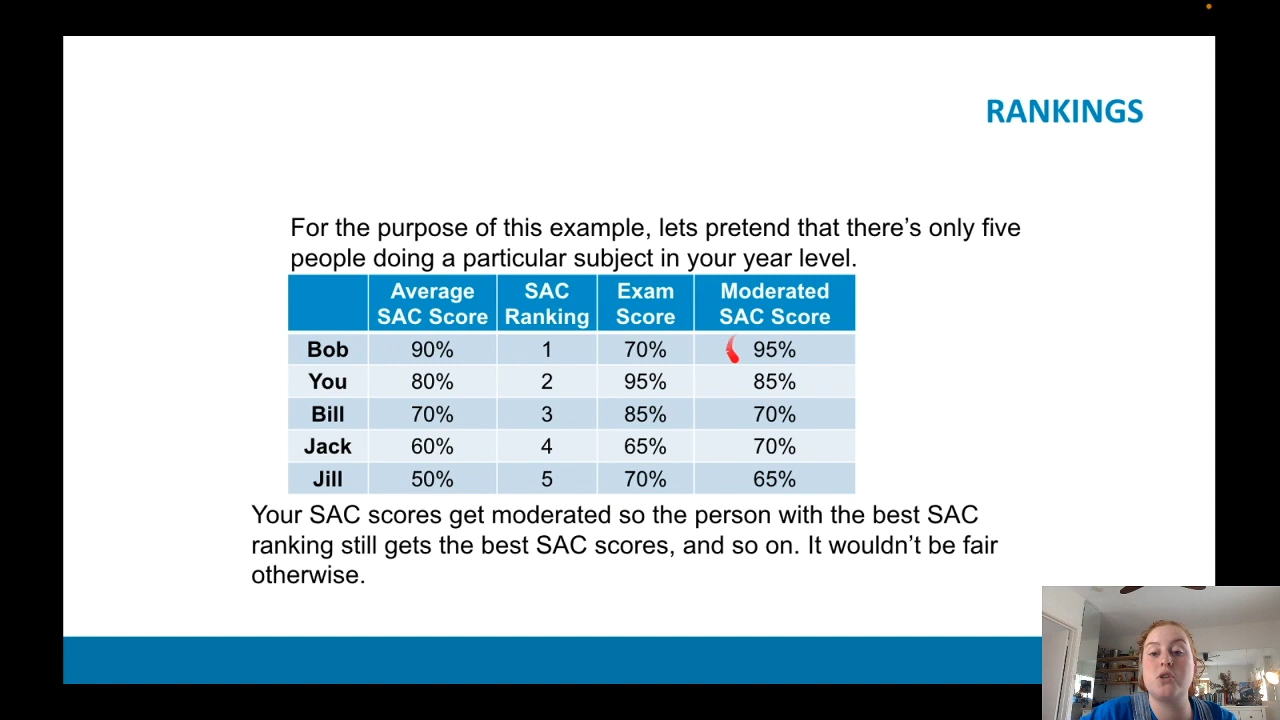 RANKINGS
For the purpose of this example, lets pretend that there's only five
people doing a particular subject in your year level.
Average SAC Score SAC Ranking Exam Score Moderated SAC Score
Bob 90% 1 70% 95%
You 80% 2 95% 85%
Bill 70% 3 85% 70%
Jack 60% 4 65% 70%
Jill 50% 5 70% 65%
Your SAC scores get moderated so the person with the best SAC
ranking still gets the best SAC scores, and so on. It wouldn't be fair
otherwise.